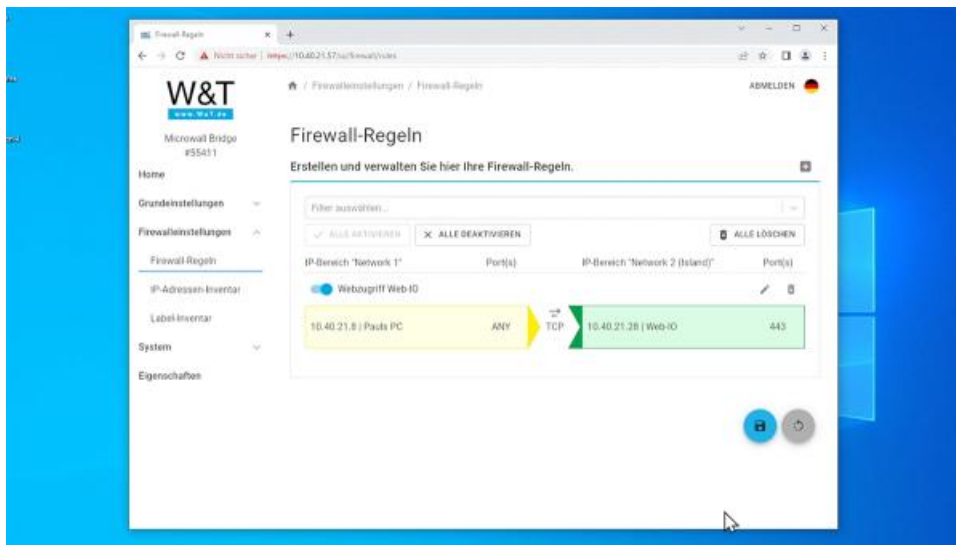 Firewall-Regeln
Nicht sicher | https://10.40.21.57/sa/firewall/rules
W&T
www.WuT.de
/ Firewalleinstellungen / Firewall-Regeln
ABMELDEN
Microwall Bridge
#55411
Firewall-Regeln
Erstellen und verwalten Sie hier Ihre Firewall-Regeln.
Home
Grundeinstellungen
Firewalleinstellungen
Firewall-Regeln
IP-Adressen-Inventar
Label-Inventar
System
Eigenschaften
Filter auswählen...
ALLE AKTIVIEREN
ALLE DEAKTIVIEREN
ALLE LÖSCHEN
IP-Bereich "Network 1"
Port(s)
IP-Bereich "Network 2 (Island)"
Port(s)
Webzugriff Web-IO
10.40.21.8 | Pauls PC
ANY
TCP
10.40.21.28 | Web-IO
443